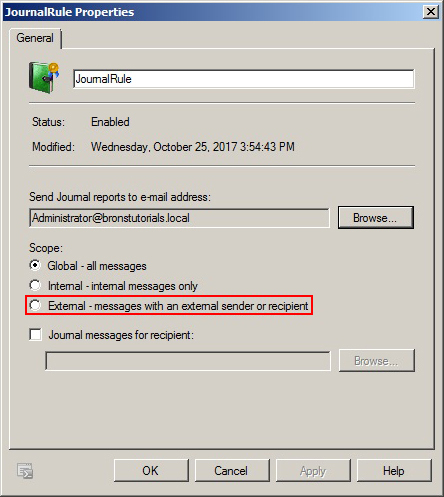 JournalRule Properties
General
JournalRule
Status: Enabled
Modified: Wednesday, October 25, 2017 3:54:43 PM
Send Journal reports to e-mail address:
Administrator@bronstutorials.local Browse...
Scope:
Global - all messages
Internal - internal messages only
External - messages with an external sender or recipient
Journal messages for recipient:
Browse...
OK Cancel Apply Help